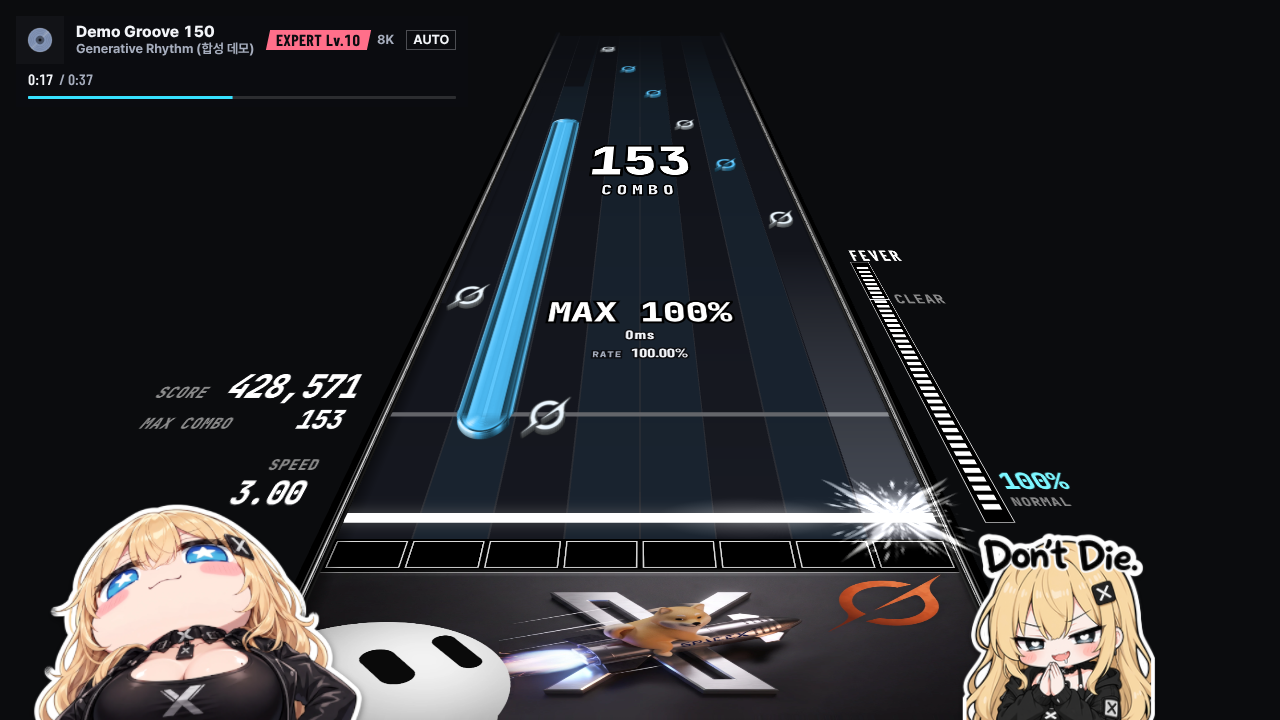 Demo Groove 150
Generative Rhythm (합성 데모)
EXPERT Lv.10 8K AUTO
0:17 / 0:37
153
COMBO
FEVER
CLEAR
MAX 100%
0ms
RATE 100.00%
SCORE 428,571
MAX COMBO 153
SPEED
3.00
100%
NORMAL
Don't Die.